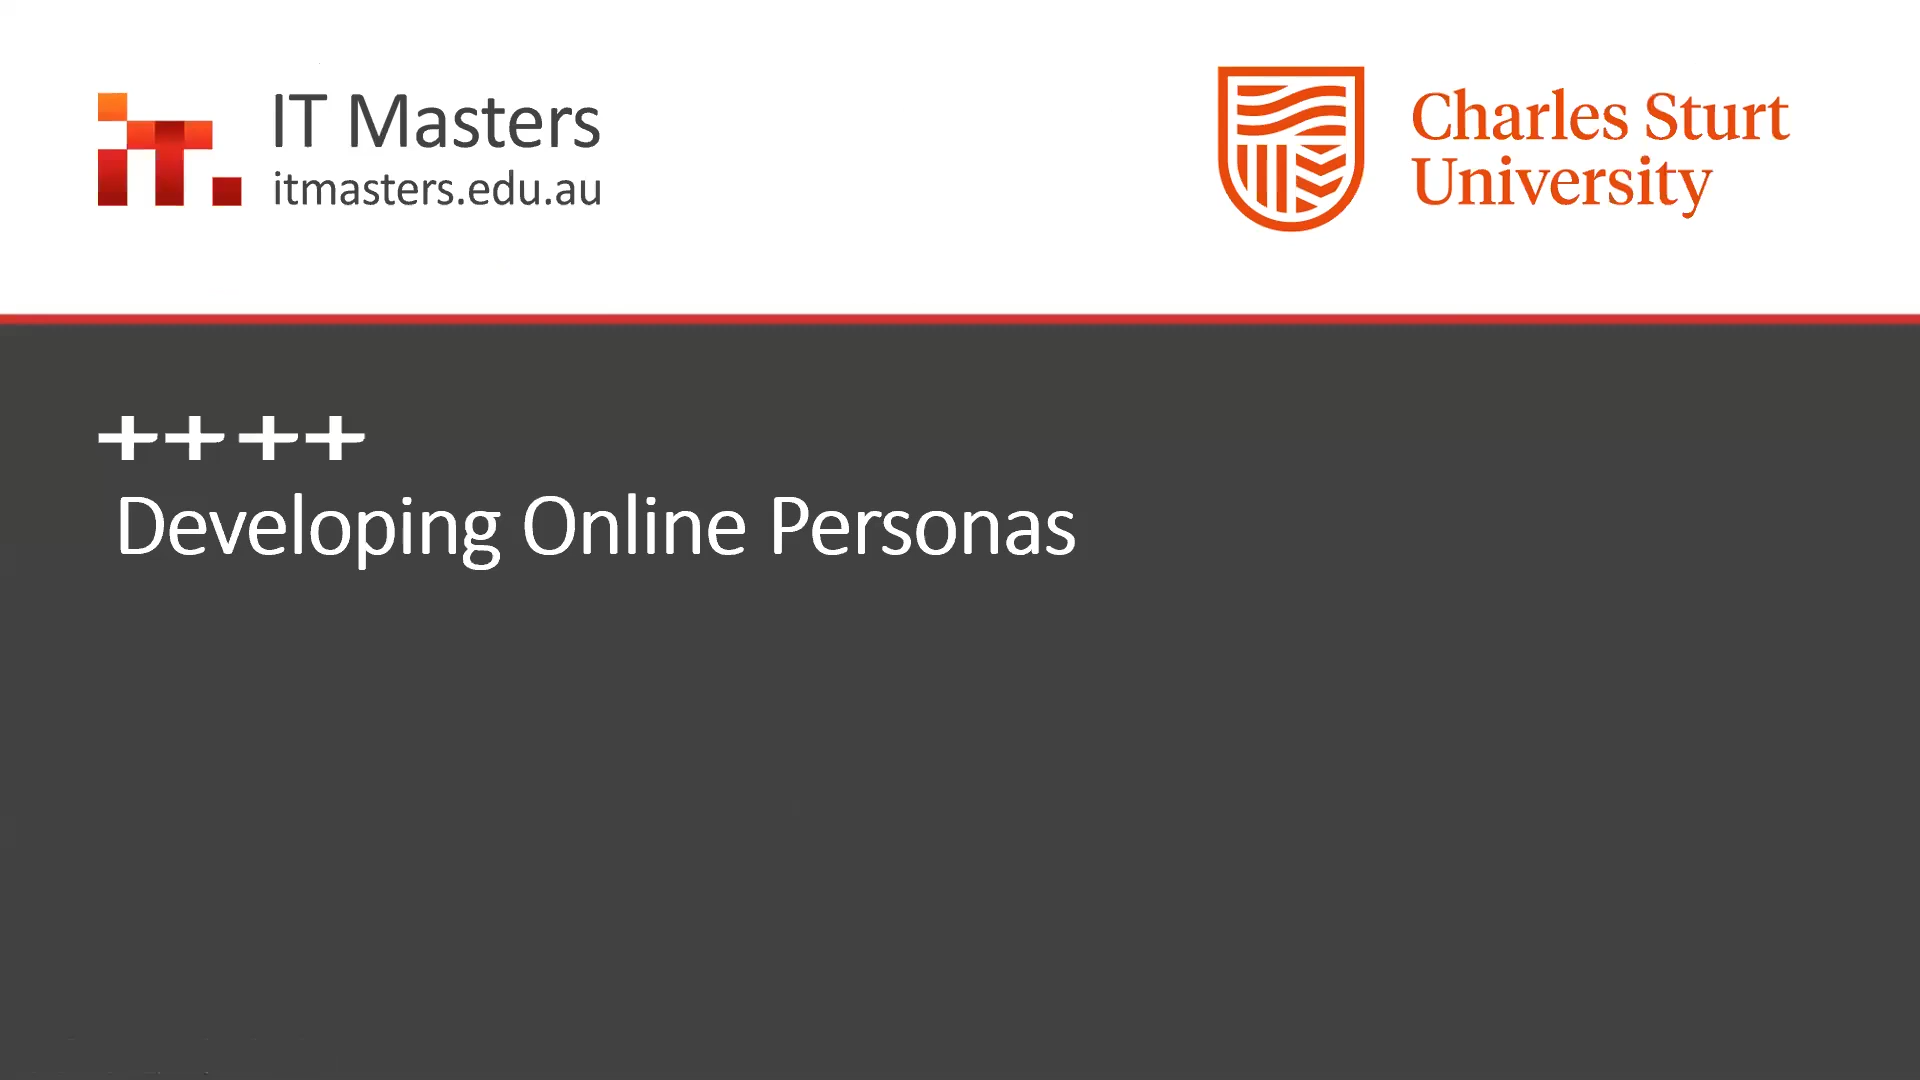 IT Masters
itmasters.edu.au
Charles Sturt
University
++++
Developing Online Personas